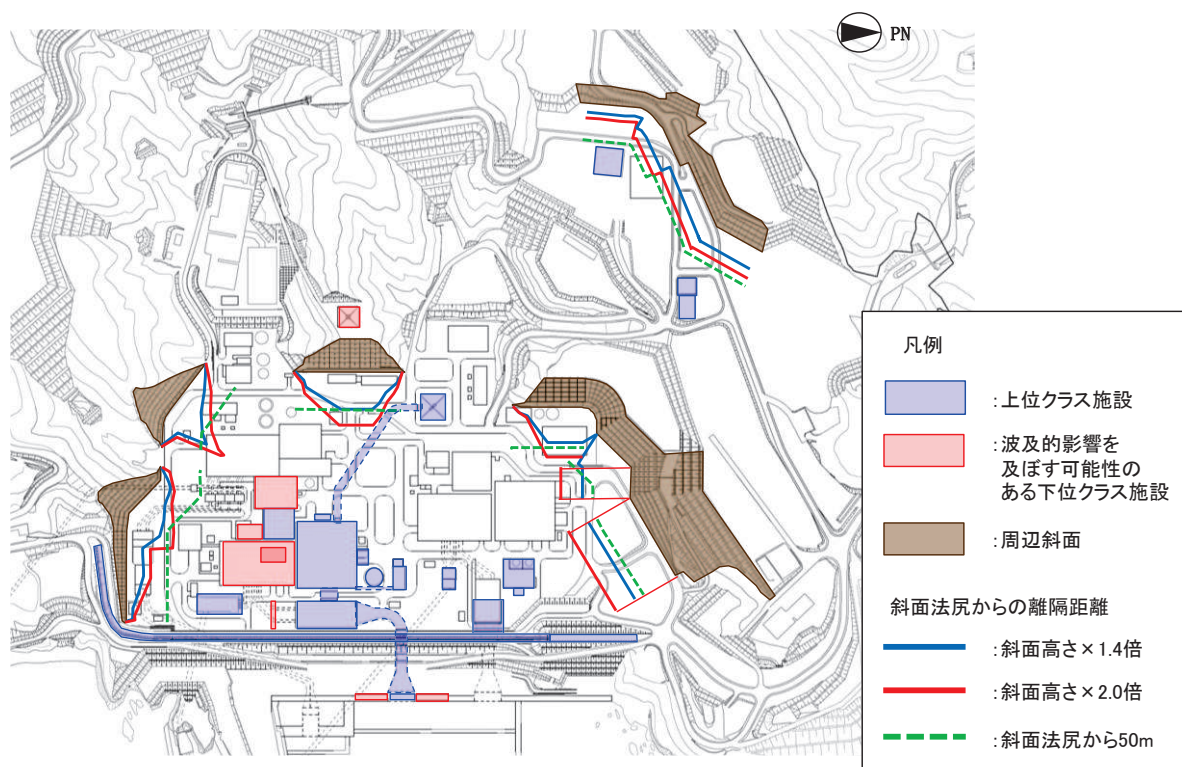 PN
凡例
:上位クラス施設
:波及的影響を
及ぼす可能性の
ある下位クラス施設
:周辺斜面
斜面法尻からの離隔距離
:斜面高さ×1.4倍
:斜面高さ×2.0倍
:斜面法尻から50m